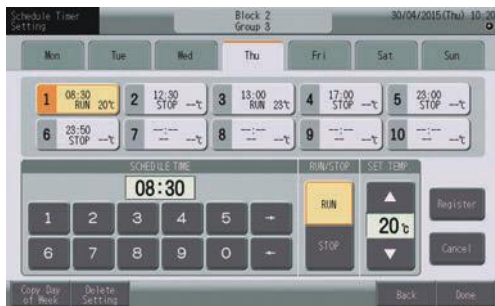 Schedule Timer
Setting
Block 2
Group 3
30/04/2015(Thu) 10:20
Mon Tue Wed Thu Fri Sat Sun
1 08:30 RUN 20℃
2 12:30 STOP --℃
3 13:00 RUN 23℃
4 17:00 STOP --℃
5 23:00 STOP --℃
6 23:50 STOP --℃
7 --:-- -- --℃
8 --:-- -- --℃
9 --:-- -- --℃
10 --:-- -- --℃
SCHEDULE TIME
RUN/STOP
SET TEMP.
08:30
1 2 3 4 5 →
6 7 8 9 0 ←
RUN
STOP
▲
20℃
▼
Register
Cancel
Copy Day
of Week
Delete
Setting
Back
Done